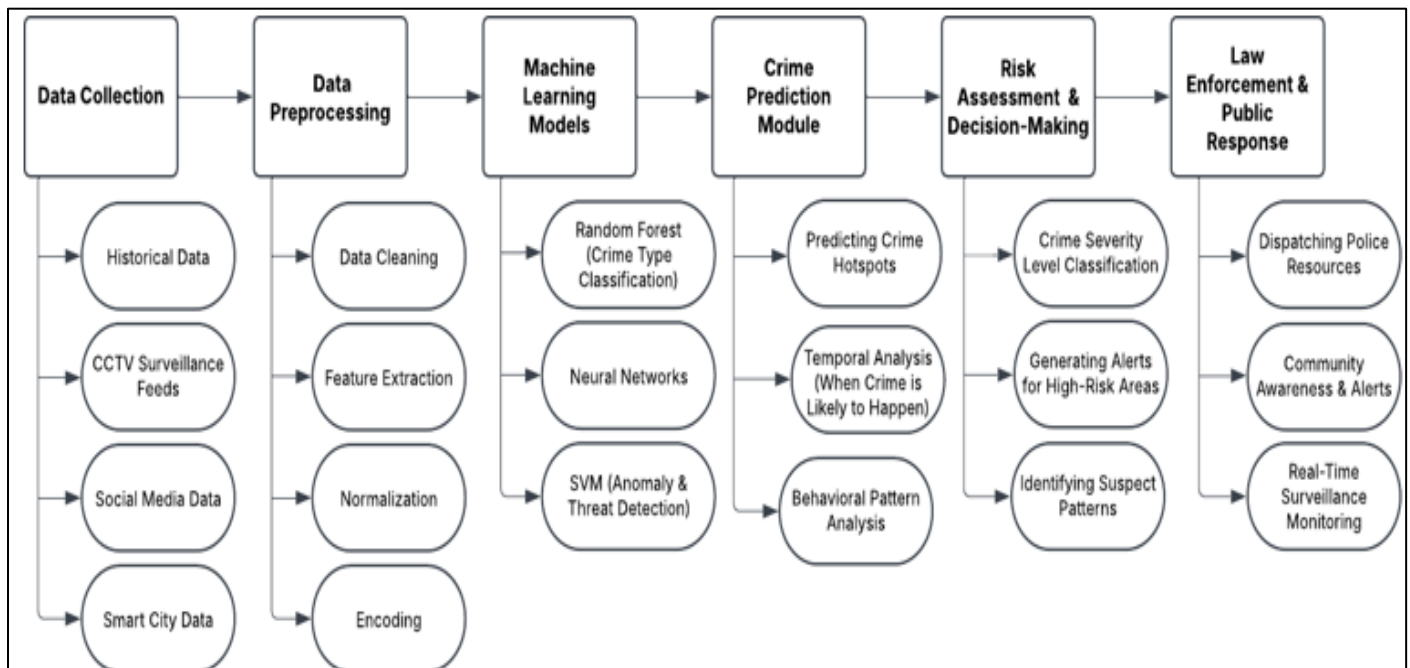 Data Collection
Data
Preprocessing
Machine
Learning
Models
Crime
Prediction
Module
Risk
Assessment &
Decision-Making
Law
Enforcement &
Public
Response
Historical Data
CCTV Surveillance
Feeds
Social Media Data
Smart City Data
Data Cleaning
Feature Extraction
Normalization
Encoding
Random Forest
(Crime Type
Classification)
Neural Networks
SVM (Anomaly &
Threat Detection)
Predicting Crime
Hotspots
Temporal Analysis
(When Crime is
Likely to Happen)
Behavioral Pattern
Analysis
Crime Severity
Level Classification
Generating Alerts
for High-Risk Areas
Identifying Suspect
Patterns
Dispatching Police
Resources
Community
Awareness & Alerts
Real-Time
Surveillance
Monitoring